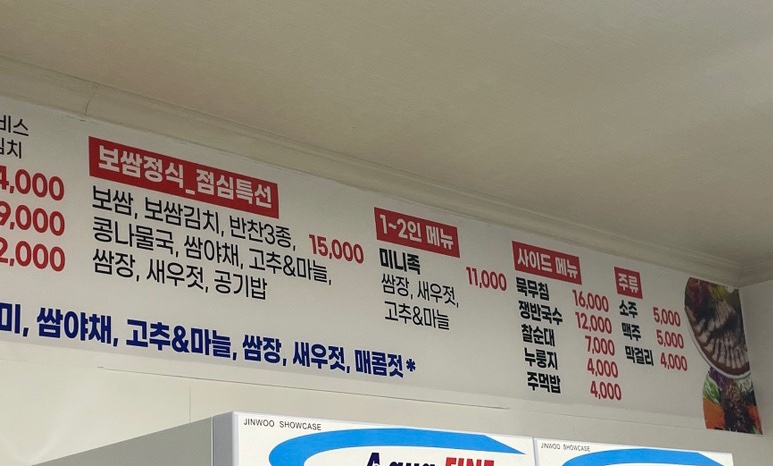 비스
김치
4,000
9,000
2,000
보쌈정식_점심특선
보쌈, 보쌈김치, 반찬3종,
콩나물국, 쌈야채, 고추&마늘,
쌈장, 새우젓, 공기밥
15,000
1~2인 메뉴
미니족 11,000
쌈장, 새우젓,
고추&마늘
사이드 메뉴
묵무침 16,000
쟁반국수 12,000
찰순대 7,000
누룽지 4,000
주먹밥 4,000
주류
소주 5,000
맥주 5,000
막걸리 4,000
미, 쌈야채, 고추&마늘, 쌈장, 새우젓, 매콤젓*
JINWOO SHOWCASE
Aqua FINE
JINWOO SHOWCASE